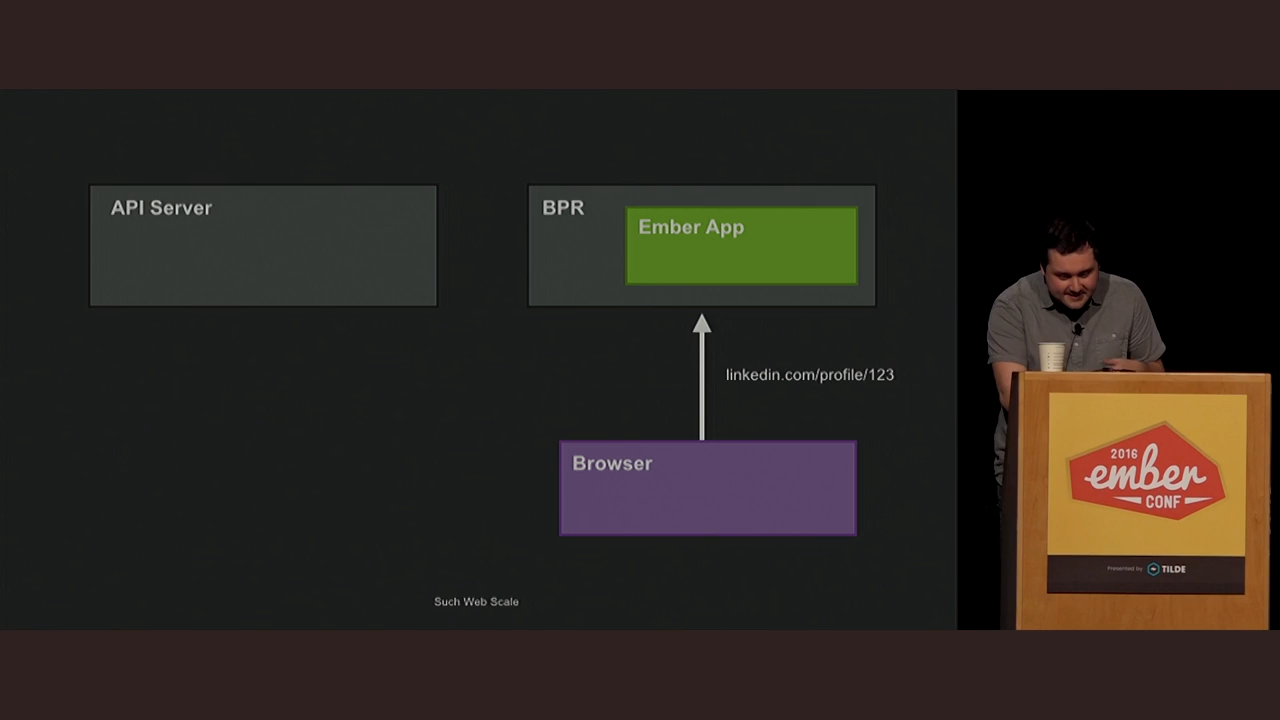 API Server
BPR
Ember App
linkedin.com/profile/123
Browser
Such Web Scale
2016
ember
CONF
Presented by
TILDE